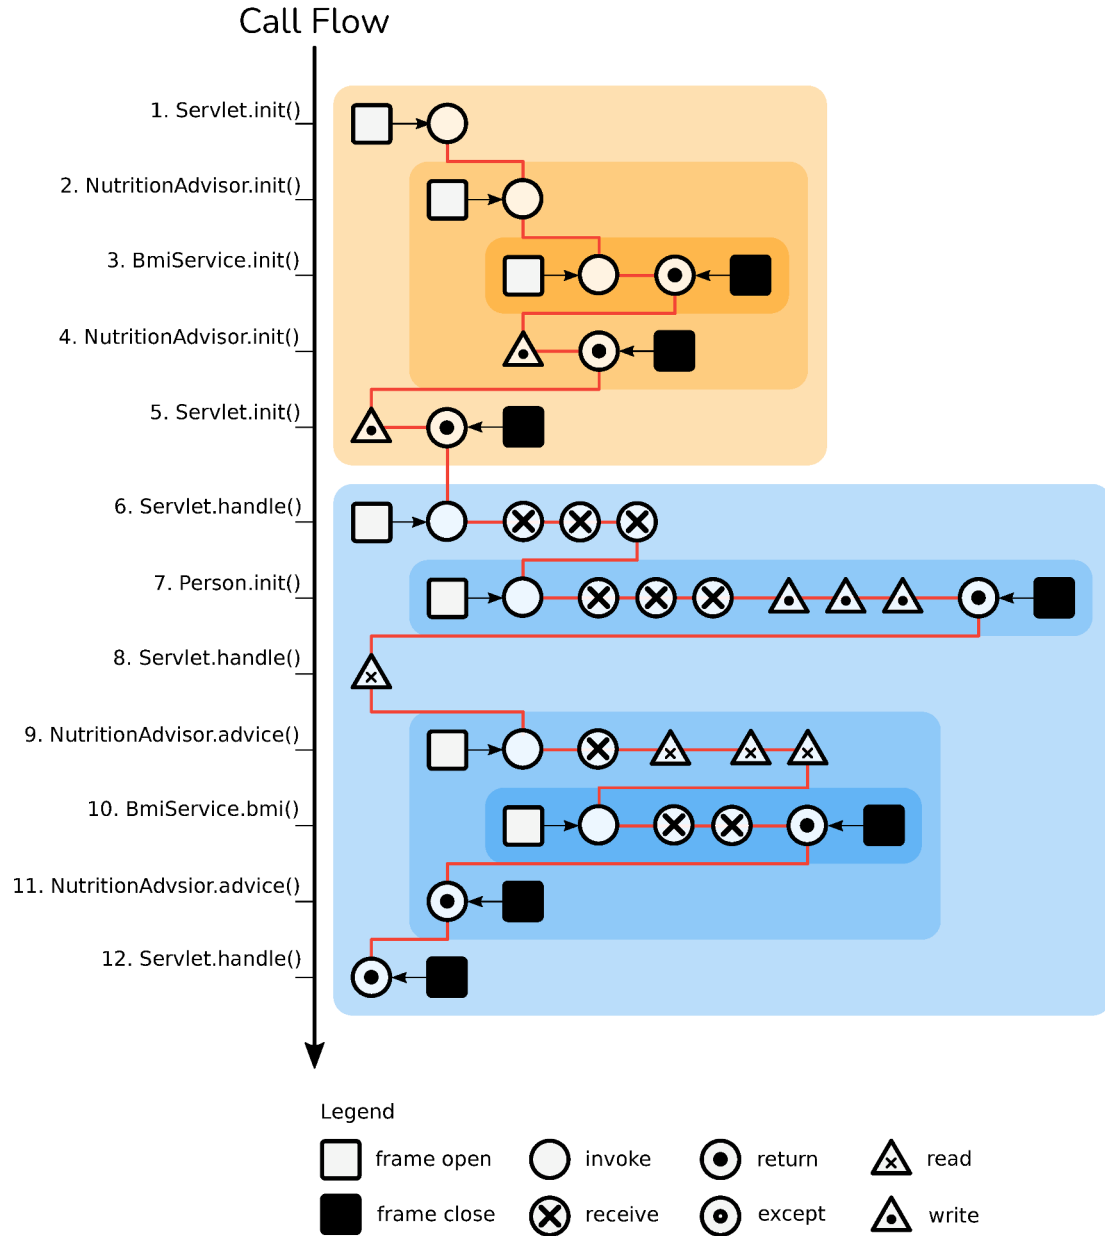 Call Flow
1. Servlet.init()
2. NutritionAdvisor.init()
3. BmiService.init()
4. NutritionAdvisor.init()
5. Servlet.init()
6. Servlet.handle()
7. Person.init()
8. Servlet.handle()
9. NutritionAdvisor.advice()
10. BmiService.bmi()
11. NutritionAdvsior.advice()
12. Servlet.handle()
Legend
frame open invoke return read
frame close receive except write